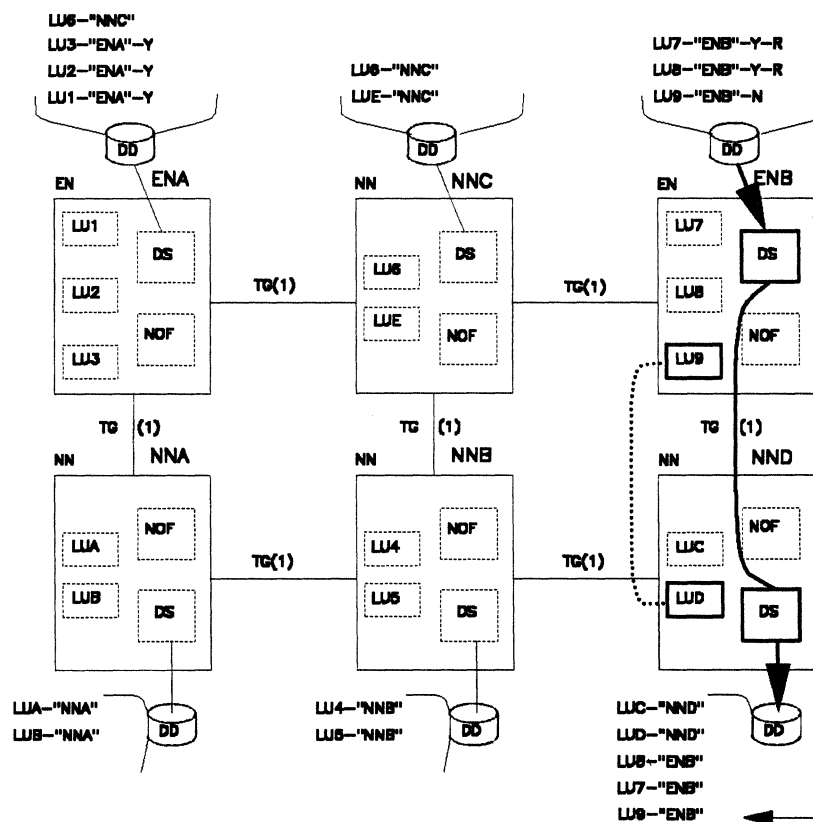 LU6-"NNC"
LU3-"ENA"-Y
LU2-"ENA"-Y
LU1-"ENA"-Y
DD
LU6-"NNC"
LUE-"NNC"
DD
LU7-"ENB"-Y-R
LU8-"ENB"-Y-R
LU9-"ENB"-N
DD
EN
ENA
LU1
LU2
LU3
DS
NOF
TG(1)
NN
NNC
LU6
LUE
DS
NOF
TG(1)
EN
ENB
LU7
LU8
LU9
DS
NOF
TG (1)
TG (1)
TG (1)
NN
NNA
LUA
LUB
NOF
DS
TG(1)
NN
NNB
LU4
LU5
NOF
DS
TG(1)
NN
NND
LUC
LUD
NOF
DS
LUA-"NNA"
LUB-"NNA"
DD
LU4-"NNB"
LU5-"NNB"
DD
LUC-"NND"
LUD-"NND"
LU8-"ENB"
LU7-"ENB"
LU9-"ENB"
DD